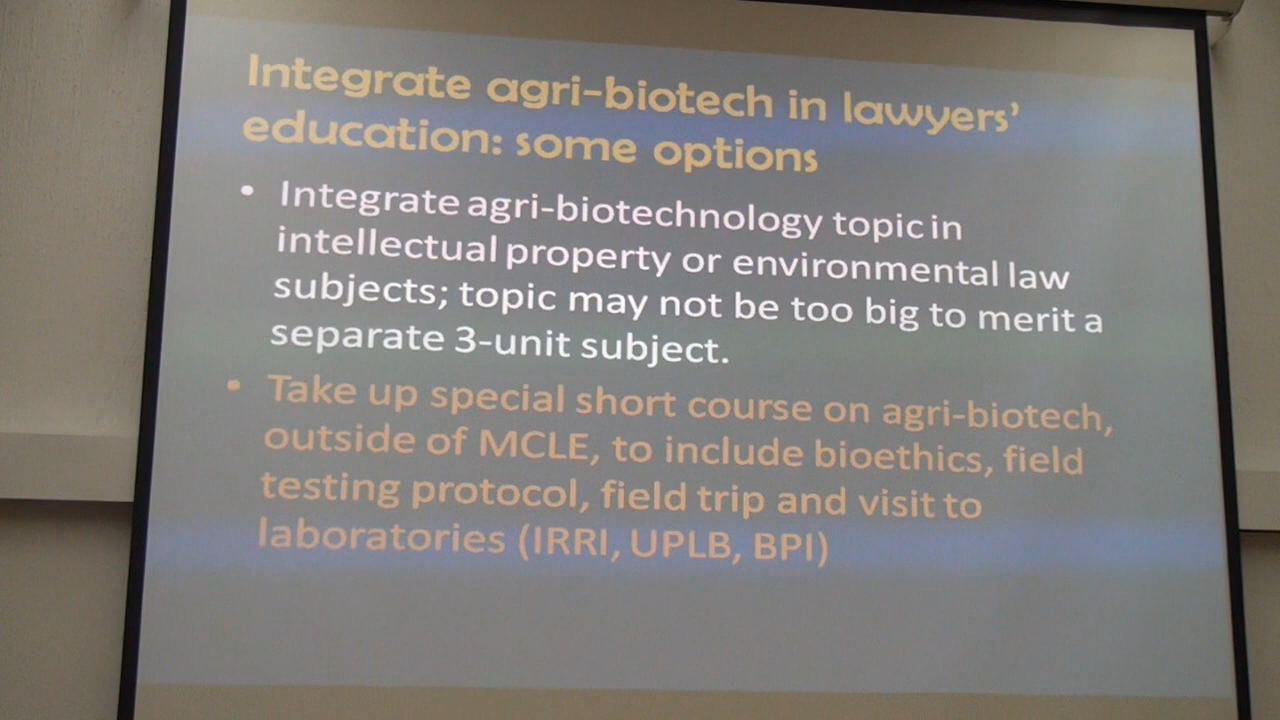 Integrate agri-biotech in lawyers'
education: some options
• Integrate agri-biotechnology topic in
intellectual property or environmental law
subjects; topic may not be too big to merit a
separate 3-unit subject.
• Take up special short course on agri-biotech,
outside of MCLE, to include bioethics, field
testing protocol, field trip and visit to
laboratories (IRRI, UPLB, BPI)